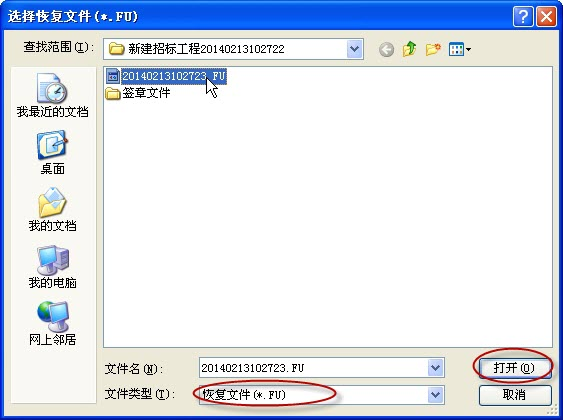 选择恢复文件(*.FU)
查找范围(I):
新建招标工程20140213102722
20140213102723.FU
签章文件
我最近的文档
桌面
我的文档
我的电脑
网上邻居
文件名(N):
20140213102723.FU
打开(O)
文件类型(T):
恢复文件(*.FU)
取消